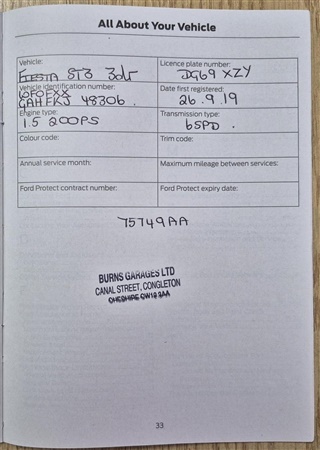 All About Your Vehicle
Vehicle:
FIESTA ST3 3dr
Licence plate number:
DG69 XZY
Vehicle identification number:
WF0FXX
GAHFKJ 48306
Date first registered:
26.9.19
Engine type:
1.5 200PS
Transmission type:
6SPD.
Colour code:
Trim code:
Annual service month:
Maximum mileage between services:
Ford Protect contract number:
Ford Protect expiry date:
75749AA
BURNS GARAGES LTD
CANAL STREET, CONGLETON
CHESHIRE CW12 3AA
33